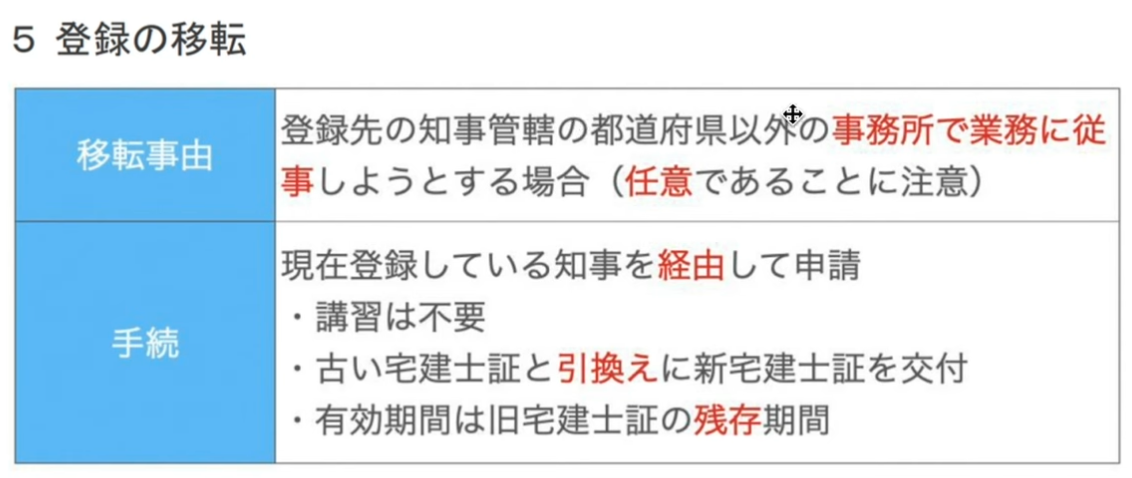 5 登録の移転
移転事由
登録先の知事管轄の都道府県以外の事務所で業務に従
事しようとする場合（任意であることに注意）
手続
現在登録している知事を経由して申請
・講習は不要
・古い宅建士証と引換えに新宅建士証を交付
・有効期間は旧宅建士証の残存期間